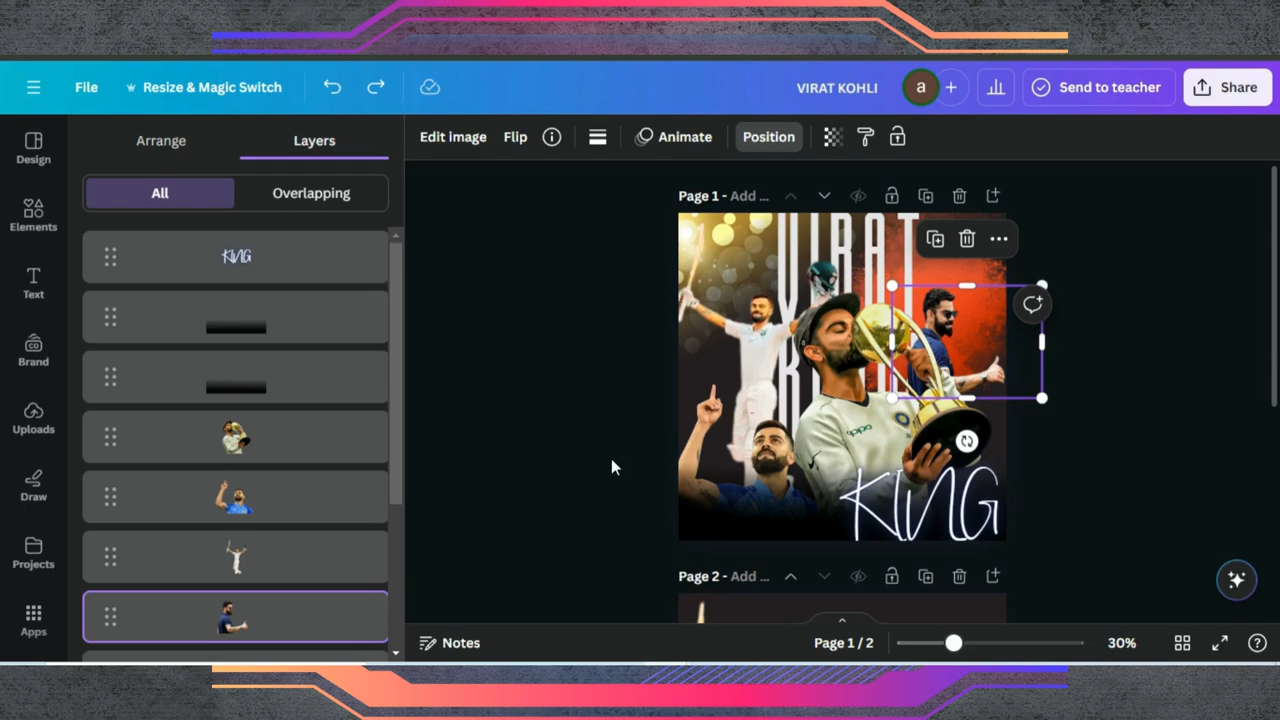 File
Resize & Magic Switch
VIRAT KOHLI
a
+
Send to teacher
Share
Design
Elements
Text
Brand
Uploads
Draw
Projects
Apps
Arrange
Layers
All
Overlapping
KING
Edit image
Flip
Animate
Position
Page 1 - Add ...
VIRAT
oppo
KING
Page 2 - Add ...
Notes
Page 1 / 2
30%